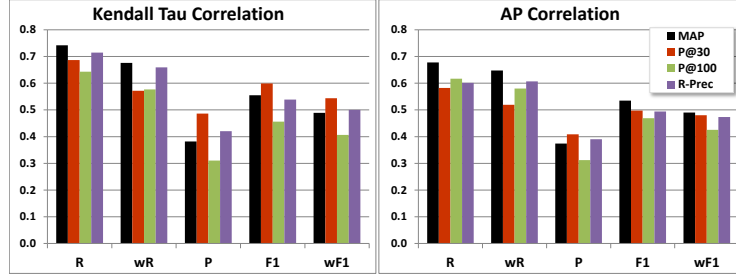 Kendall Tau Correlation
0.8
0.7
0.6
0.5
0.4
0.3
0.2
0.1
0.0
R wR P F1 wF1
AP Correlation
0.8
0.7
0.6
0.5
0.4
0.3
0.2
0.1
0.0
R wR P F1 wF1
MAP
P@30
P@100
R-Prec